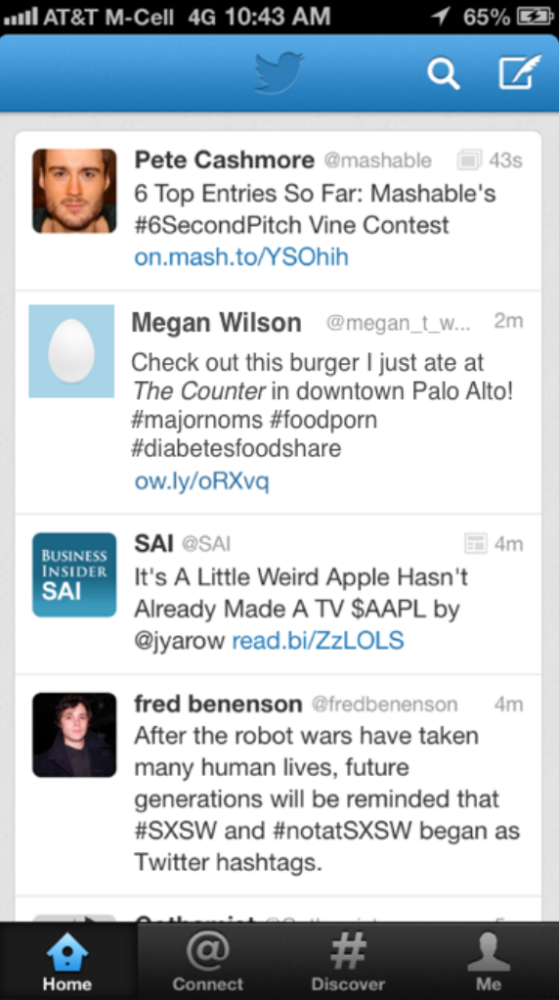 AT&T M-Cell 4G 10:43 AM 65%
Pete Cashmore @mashable 43s
6 Top Entries So Far: Mashable's
#6SecondPitch Vine Contest
on.mash.to/YSOhih
Megan Wilson @megan_t_w... 2m
Check out this burger I just ate at
The Counter in downtown Palo Alto!
#majornoms #foodporn
#diabetesfoodshare
ow.ly/oRXvq
BUSINESS
INSIDER
SAI
SAI @SAI 4m
It's A Little Weird Apple Hasn't
Already Made A TV $AAPL by
@jyarow read.bi/ZzLOLS
fred benenson @fredbenenson 4m
After the robot wars have taken
many human lives, future
generations will be reminded that
#SXSW and #notatSXSW began as
Twitter hashtags.
Home Connect Discover Me